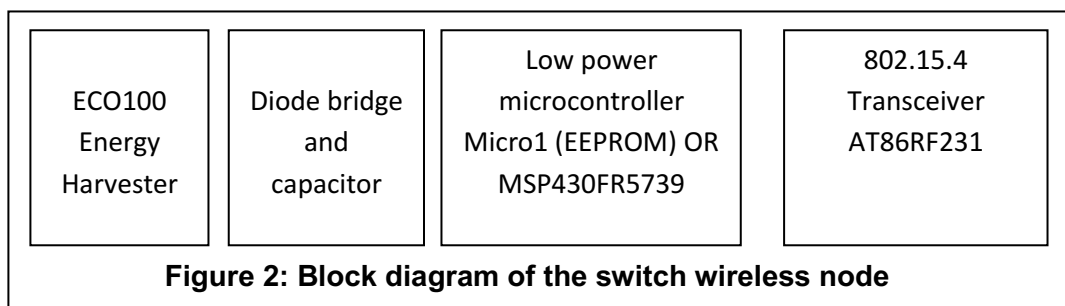 ECO100
Energy
Harvester
Diode bridge
and
capacitor
Low power
microcontroller
Micro1 (EEPROM) OR
MSP430FR5739
802.15.4
Transceiver
AT86RF231
Figure 2: Block diagram of the switch wireless node